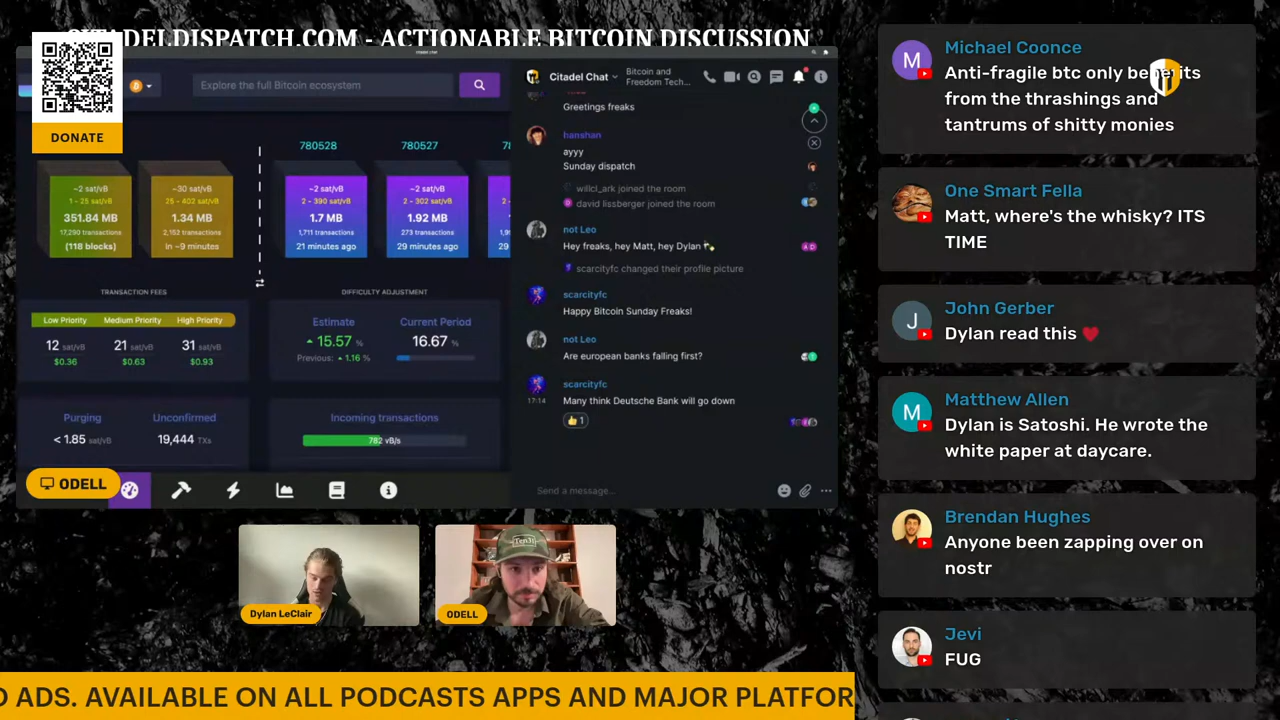 CITADELDISPATCH.COM - ACTIONABLE BITCOIN DISCUSSION
DONATE
Explore the full Bitcoin ecosystem
780528
780527
~2 sat/vB
1 - 25 sat/vB
351.84 MB
17,290 transactions
(118 blocks)
~30 sat/vB
25 - 402 sat/vB
1.34 MB
2,152 transactions
in ~9 minutes
~2 sat/vB
2 - 390 sat/vB
1.7 MB
1,711 transactions
21 minutes ago
~2 sat/vB
2 - 302 sat/vB
1.92 MB
273 transactions
29 minutes ago
TRANSACTION FEES
Low Priority
Medium Priority
High Priority
12 sat/vB
21 sat/vB
31 sat/vB
$0.36
$0.63
$0.93
DIFFICULTY ADJUSTMENT
Estimate
Current Period
15.57 %
16.67 %
Previous: 1.16 %
Purging
Unconfirmed
< 1.85 sat/vB
19,444 TXs
Incoming transactions
782 vB/s
ODELL
Citadel Chat
Bitcoin and
Freedom Tech...
Greetings freaks
hanshan
ayyy
Sunday dispatch
willcl_ark joined the room
david lissberger joined the room
not Leo
Hey freaks, hey Matt, hey Dylan
scarcityfc changed their profile picture
scarcityfc
Happy Bitcoin Sunday Freaks!
not Leo
Are european banks falling first?
scarcityfc
17:14 Many think Deutsche Bank will go down
👍 1
Send a message...
Dylan LeClair
ODELL
ADS. AVAILABLE ON ALL PODCASTS APPS AND MAJOR PLATFOR
M
Michael Coonce
Anti-fragile btc only benefits
from the thrashings and
tantrums of shitty monies
One Smart Fella
Matt, where's the whisky? ITS
TIME
J
John Gerber
Dylan read this ❤️
M
Matthew Allen
Dylan is Satoshi. He wrote the
white paper at daycare.
Brendan Hughes
Anyone been zapping over on
nostr
Jevi
FUG